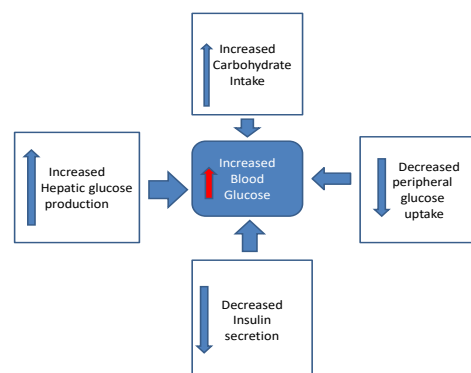 Increased
Carbohydrate
Intake
Increased
Hepatic glucose
production
Increased
Blood
Glucose
Decreased
peripheral
glucose
uptake
Decreased
Insulin
secretion